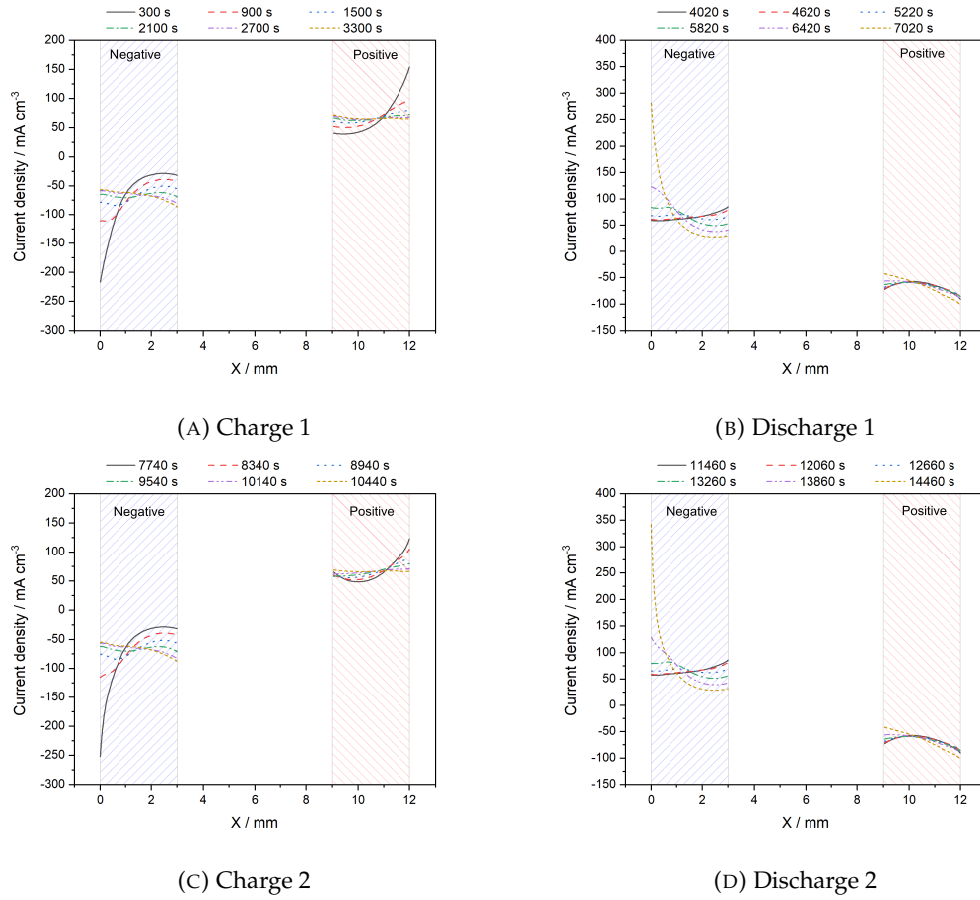 300 s 900 s 1500 s
2100 s 2700 s 3300 s
200
150
100
50
0
-50
-100
-150
-200
-250
-300
Current density / mA cm⁻³
Negative
Positive
0 2 4 6 8 10 12
X / mm
(A) Charge 1
4020 s 4620 s 5220 s
5820 s 6420 s 7020 s
400
350
300
250
200
150
100
50
0
-50
-100
-150
Current density / mA cm⁻³
Negative
Positive
0 2 4 6 8 10 12
X / mm
(B) Discharge 1
7740 s 8340 s 8940 s
9540 s 10140 s 10440 s
200
150
100
50
0
-50
-100
-150
-200
-250
-300
Current density / mA cm⁻³
Negative
Positive
0 2 4 6 8 10 12
X / mm
(C) Charge 2
11460 s 12060 s 12660 s
13260 s 13860 s 14460 s
400
350
300
250
200
150
100
50
0
-50
-100
-150
Current density / mA cm⁻³
Negative
Positive
0 2 4 6 8 10 12
X / mm
(D) Discharge 2